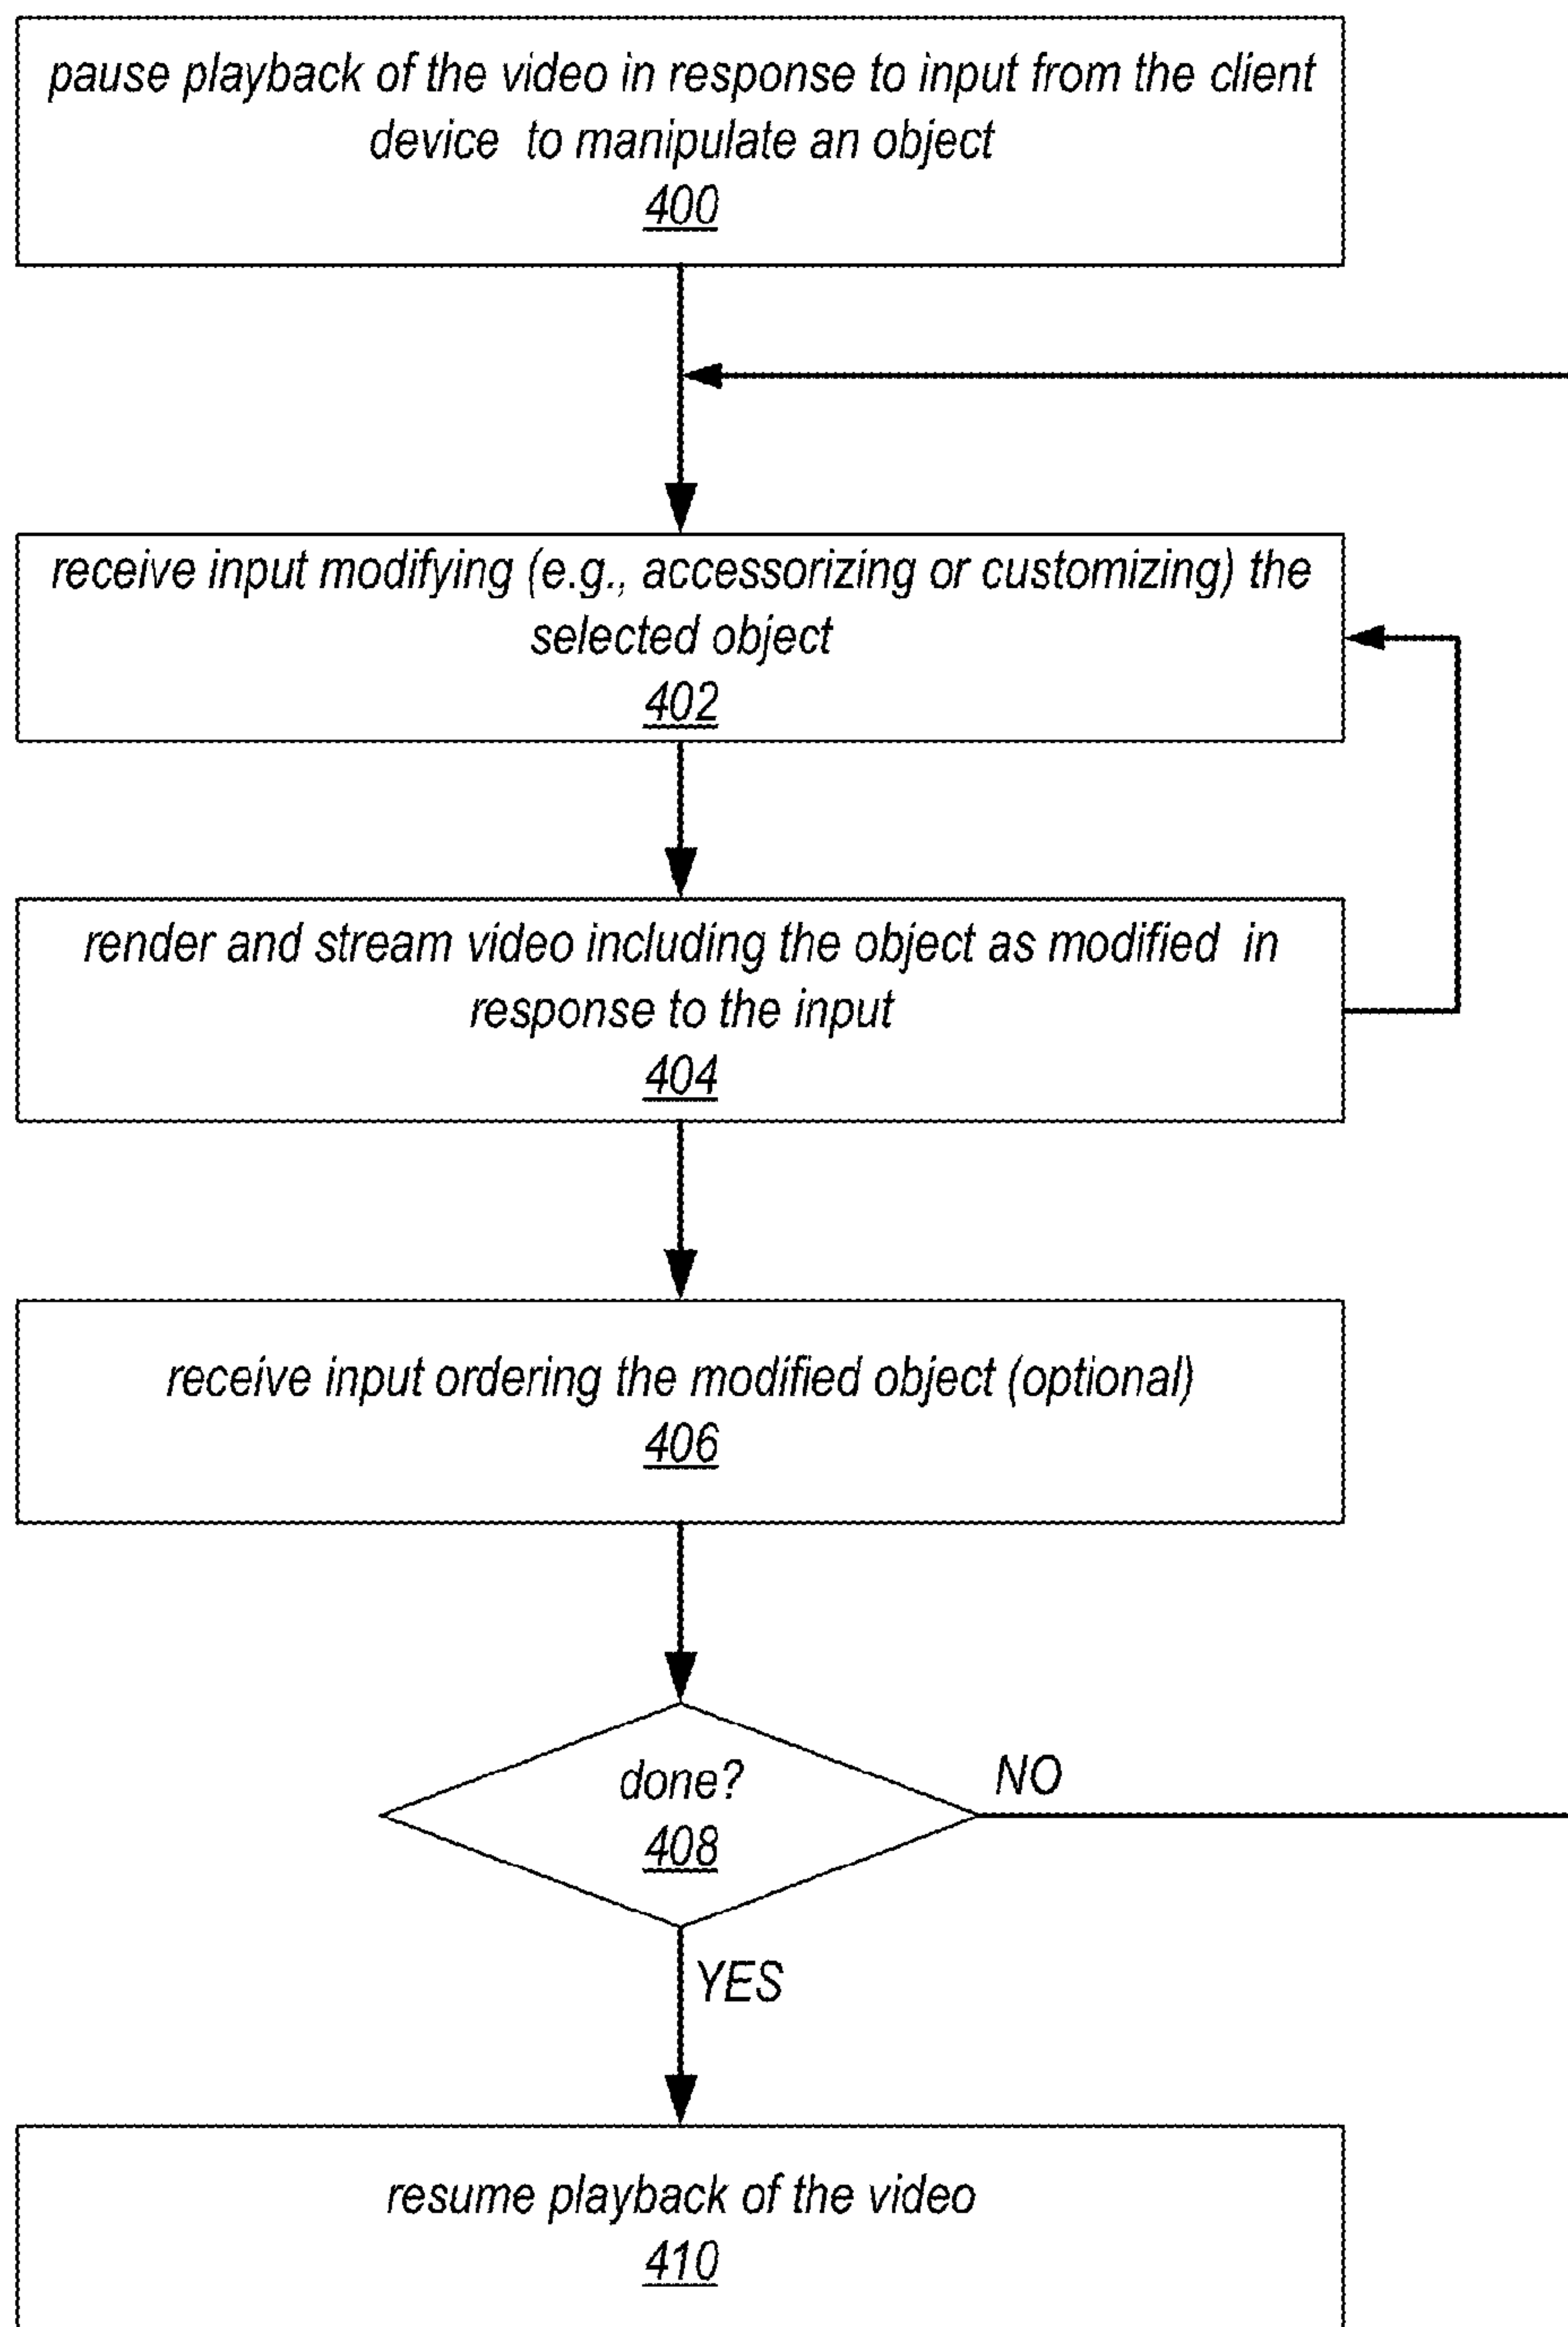 pause playback of the video in response to input from the client
device to manipulate an object
400
receive input modifying (e.g., accessorizing or customizing) the
selected object
402
render and stream video including the object as modified in
response to the input
404
receive input ordering the modified object (optional)
406
done?
408
NO
YES
resume playback of the video
410